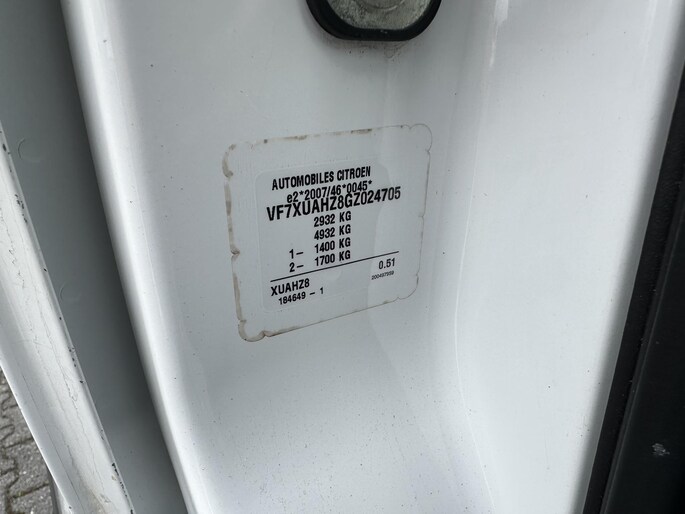 AUTOMOBILES CITROEN
e2*2007/46*0045*
VF7XUAHZ8GZ024705
2932 KG
4932 KG
1– 1400 KG
2– 1700 KG
0.51
XUAHZ8
184649 – 1